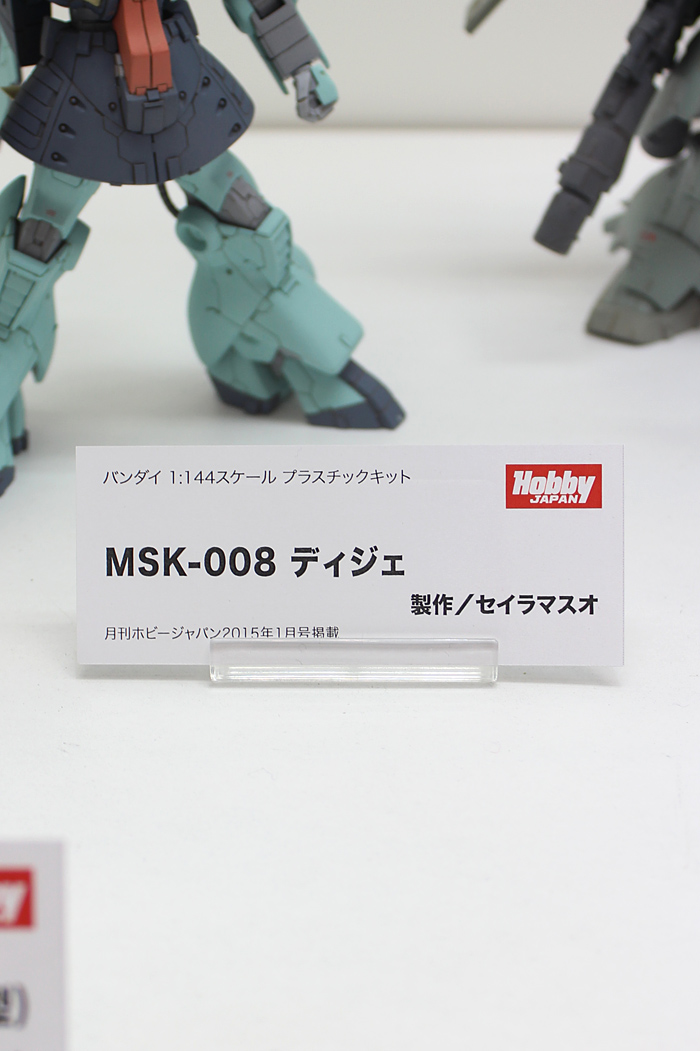 バンダイ 1:144スケール プラスチックキット
Hobby
JAPAN
MSK-008 ディジェ
製作／セイラマスオ
月刊ホビージャパン2015年1月号掲載